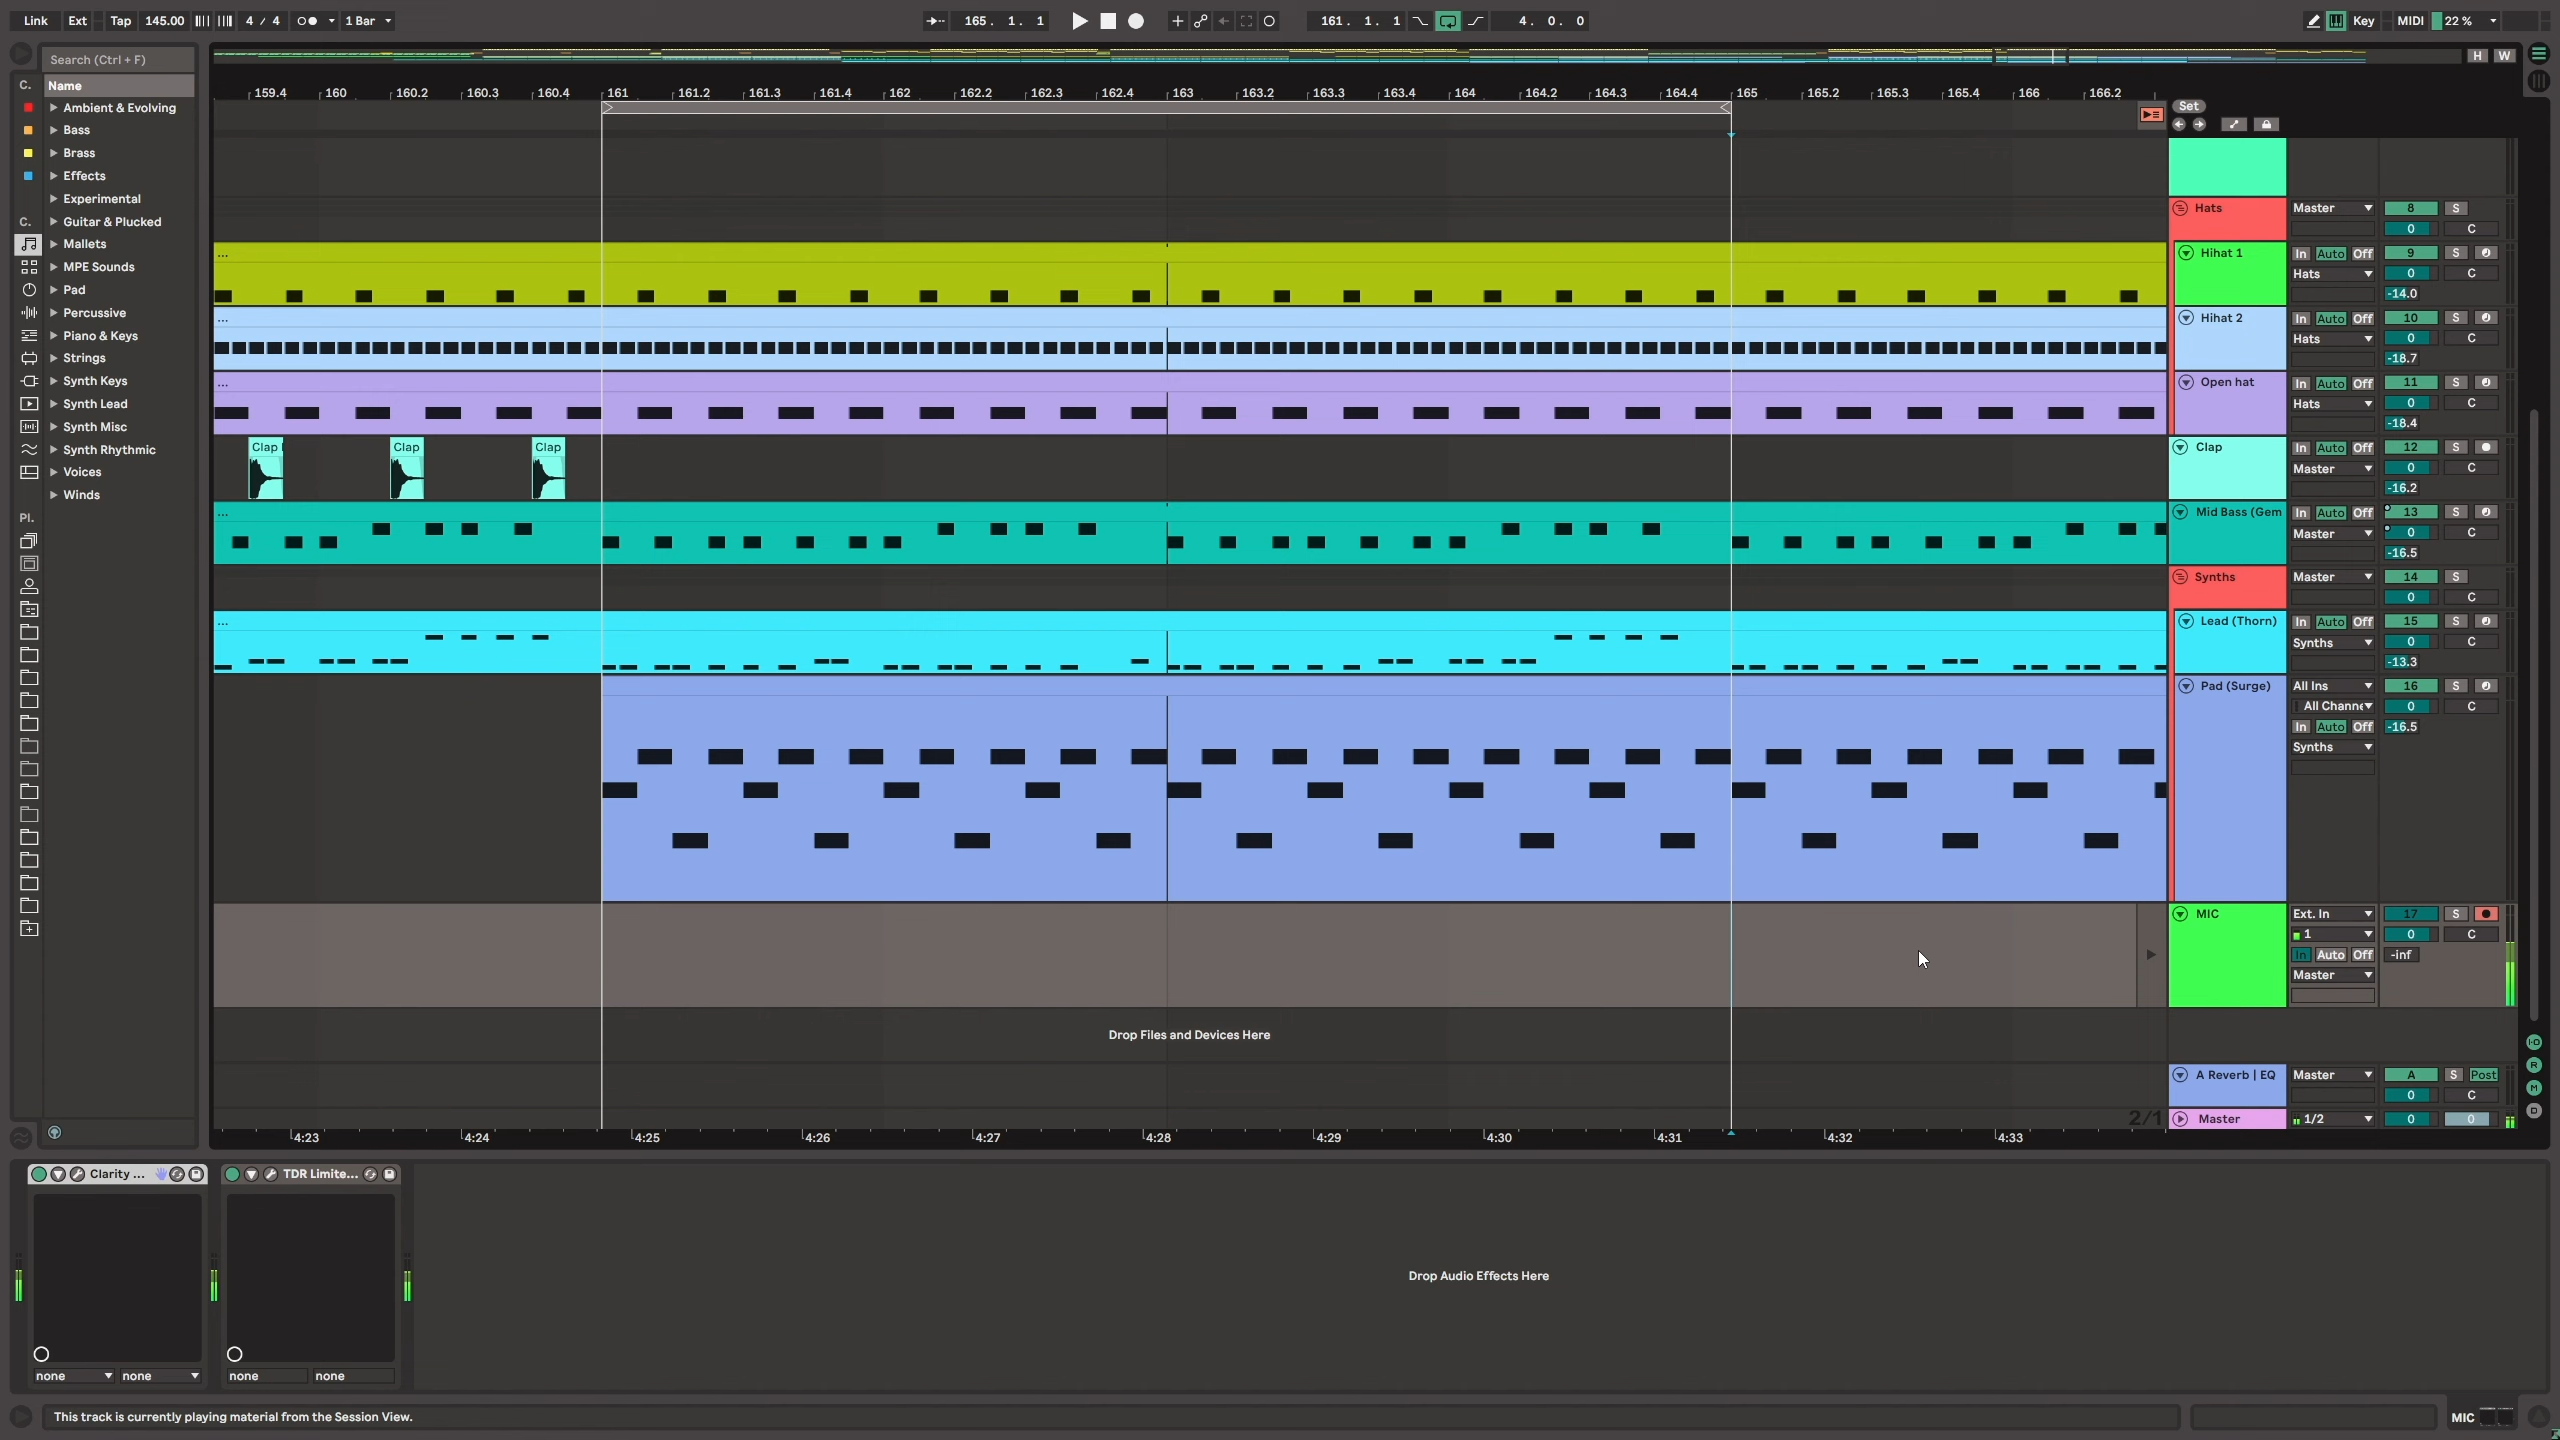 Link Ext Tap 145.00 4 / 4 1 Bar 165. 1. 1 161. 1. 1 4. 0. 0 Key MIDI 22 %
Search (Ctrl + F)
H W
C. Name
Ambient & Evolving
Bass
Brass
Effects
Experimental
C. Guitar & Plucked
Mallets
MPE Sounds
Pad
Percussive
Piano & Keys
Strings
Synth Keys
Synth Lead
Synth Misc
Synth Rhythmic
Voices
Winds
Pl.
159.4 160 160.2 160.3 160.4 161 161.2 161.3 161.4 162 162.2 162.3 162.4 163 163.2 163.3 163.4 164 164.2 164.3 164.4 165 165.2 165.3 165.4 166 166.2
Set
Hats Master 8 S
0 C
... Hihat 1 In Auto Off 9 S
Hats 0 C
-14.0
... Hihat 2 In Auto Off 10 S
Hats 0 C
-18.7
... Open hat In Auto Off 11 S
Hats 0 C
-18.4
Clap Clap Clap Clap In Auto Off 12 S
Master 0 C
-16.2
... Mid Bass (Gem In Auto Off 13 S
Master 0 C
-16.5
Synths Master 14 S
0 C
... Lead (Thorn) In Auto Off 15 S
Synths 0 C
-13.3
Pad (Surge) All Ins 16 S
All Channe 0 C
In Auto Off -16.5
Synths
MIC Ext. In 17 S
1 0 C
In Auto Off -inf
Master
Drop Files and Devices Here
A Reverb | EQ Master A S Post
0 C
2/1 Master 1/2 0 0
4:23 4:24 4:25 4:26 4:27 4:28 4:29 4:30 4:31 4:32 4:33
Clarity ... TDR Limite...
Drop Audio Effects Here
none none none none
This track is currently playing material from the Session View.
MIC